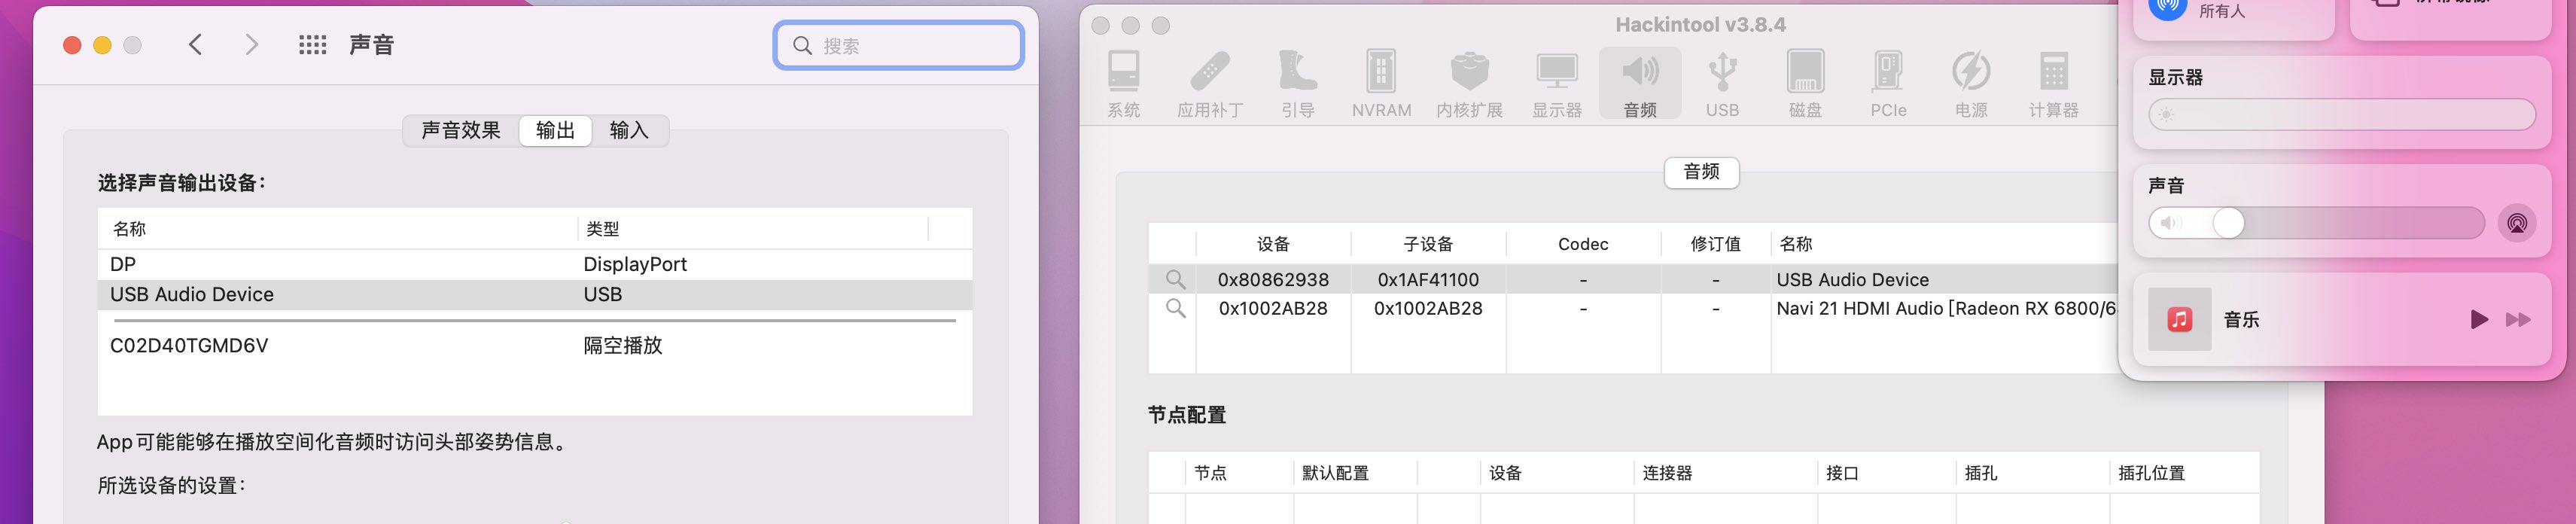 声音
搜索
声音效果
输出
输入
选择声音输出设备：
名称
类型
DP
DisplayPort
USB Audio Device
USB
C02D40TGMD6V
隔空播放
App 可能能够在播放空间化音频时访问头部姿势信息。
所选设备的设置：
Hackintool v3.8.4
系统
应用补丁
引导
NVRAM
内核扩展
显示器
音频
USB
磁盘
PCIe
电源
计算器
音频
设备
子设备
Codec
修订值
名称
0x80862938
0x1AF41100
-
-
USB Audio Device
0x1002AB28
0x1002AB28
-
-
Navi 21 HDMI Audio [Radeon RX 6800/6
节点配置
节点
默认配置
设备
连接器
接口
插孔
插孔位置
所有人
显示器
声音
音乐